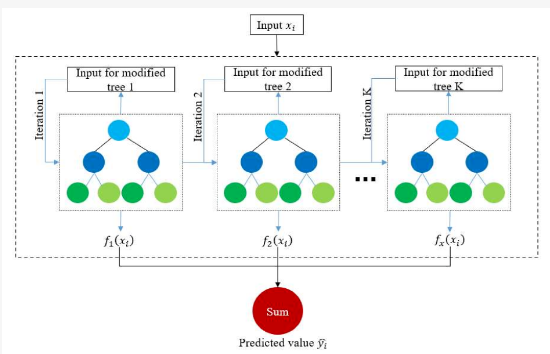 Input xᵢ
Input for modified
tree 1
Input for modified
tree 2
Input for modified
tree K
Iteration 1
Iteration 2
Iteration K
...
f₁(xᵢ)
f₂(xᵢ)
fₓ(xᵢ)
Sum
Predicted value ȳᵢ